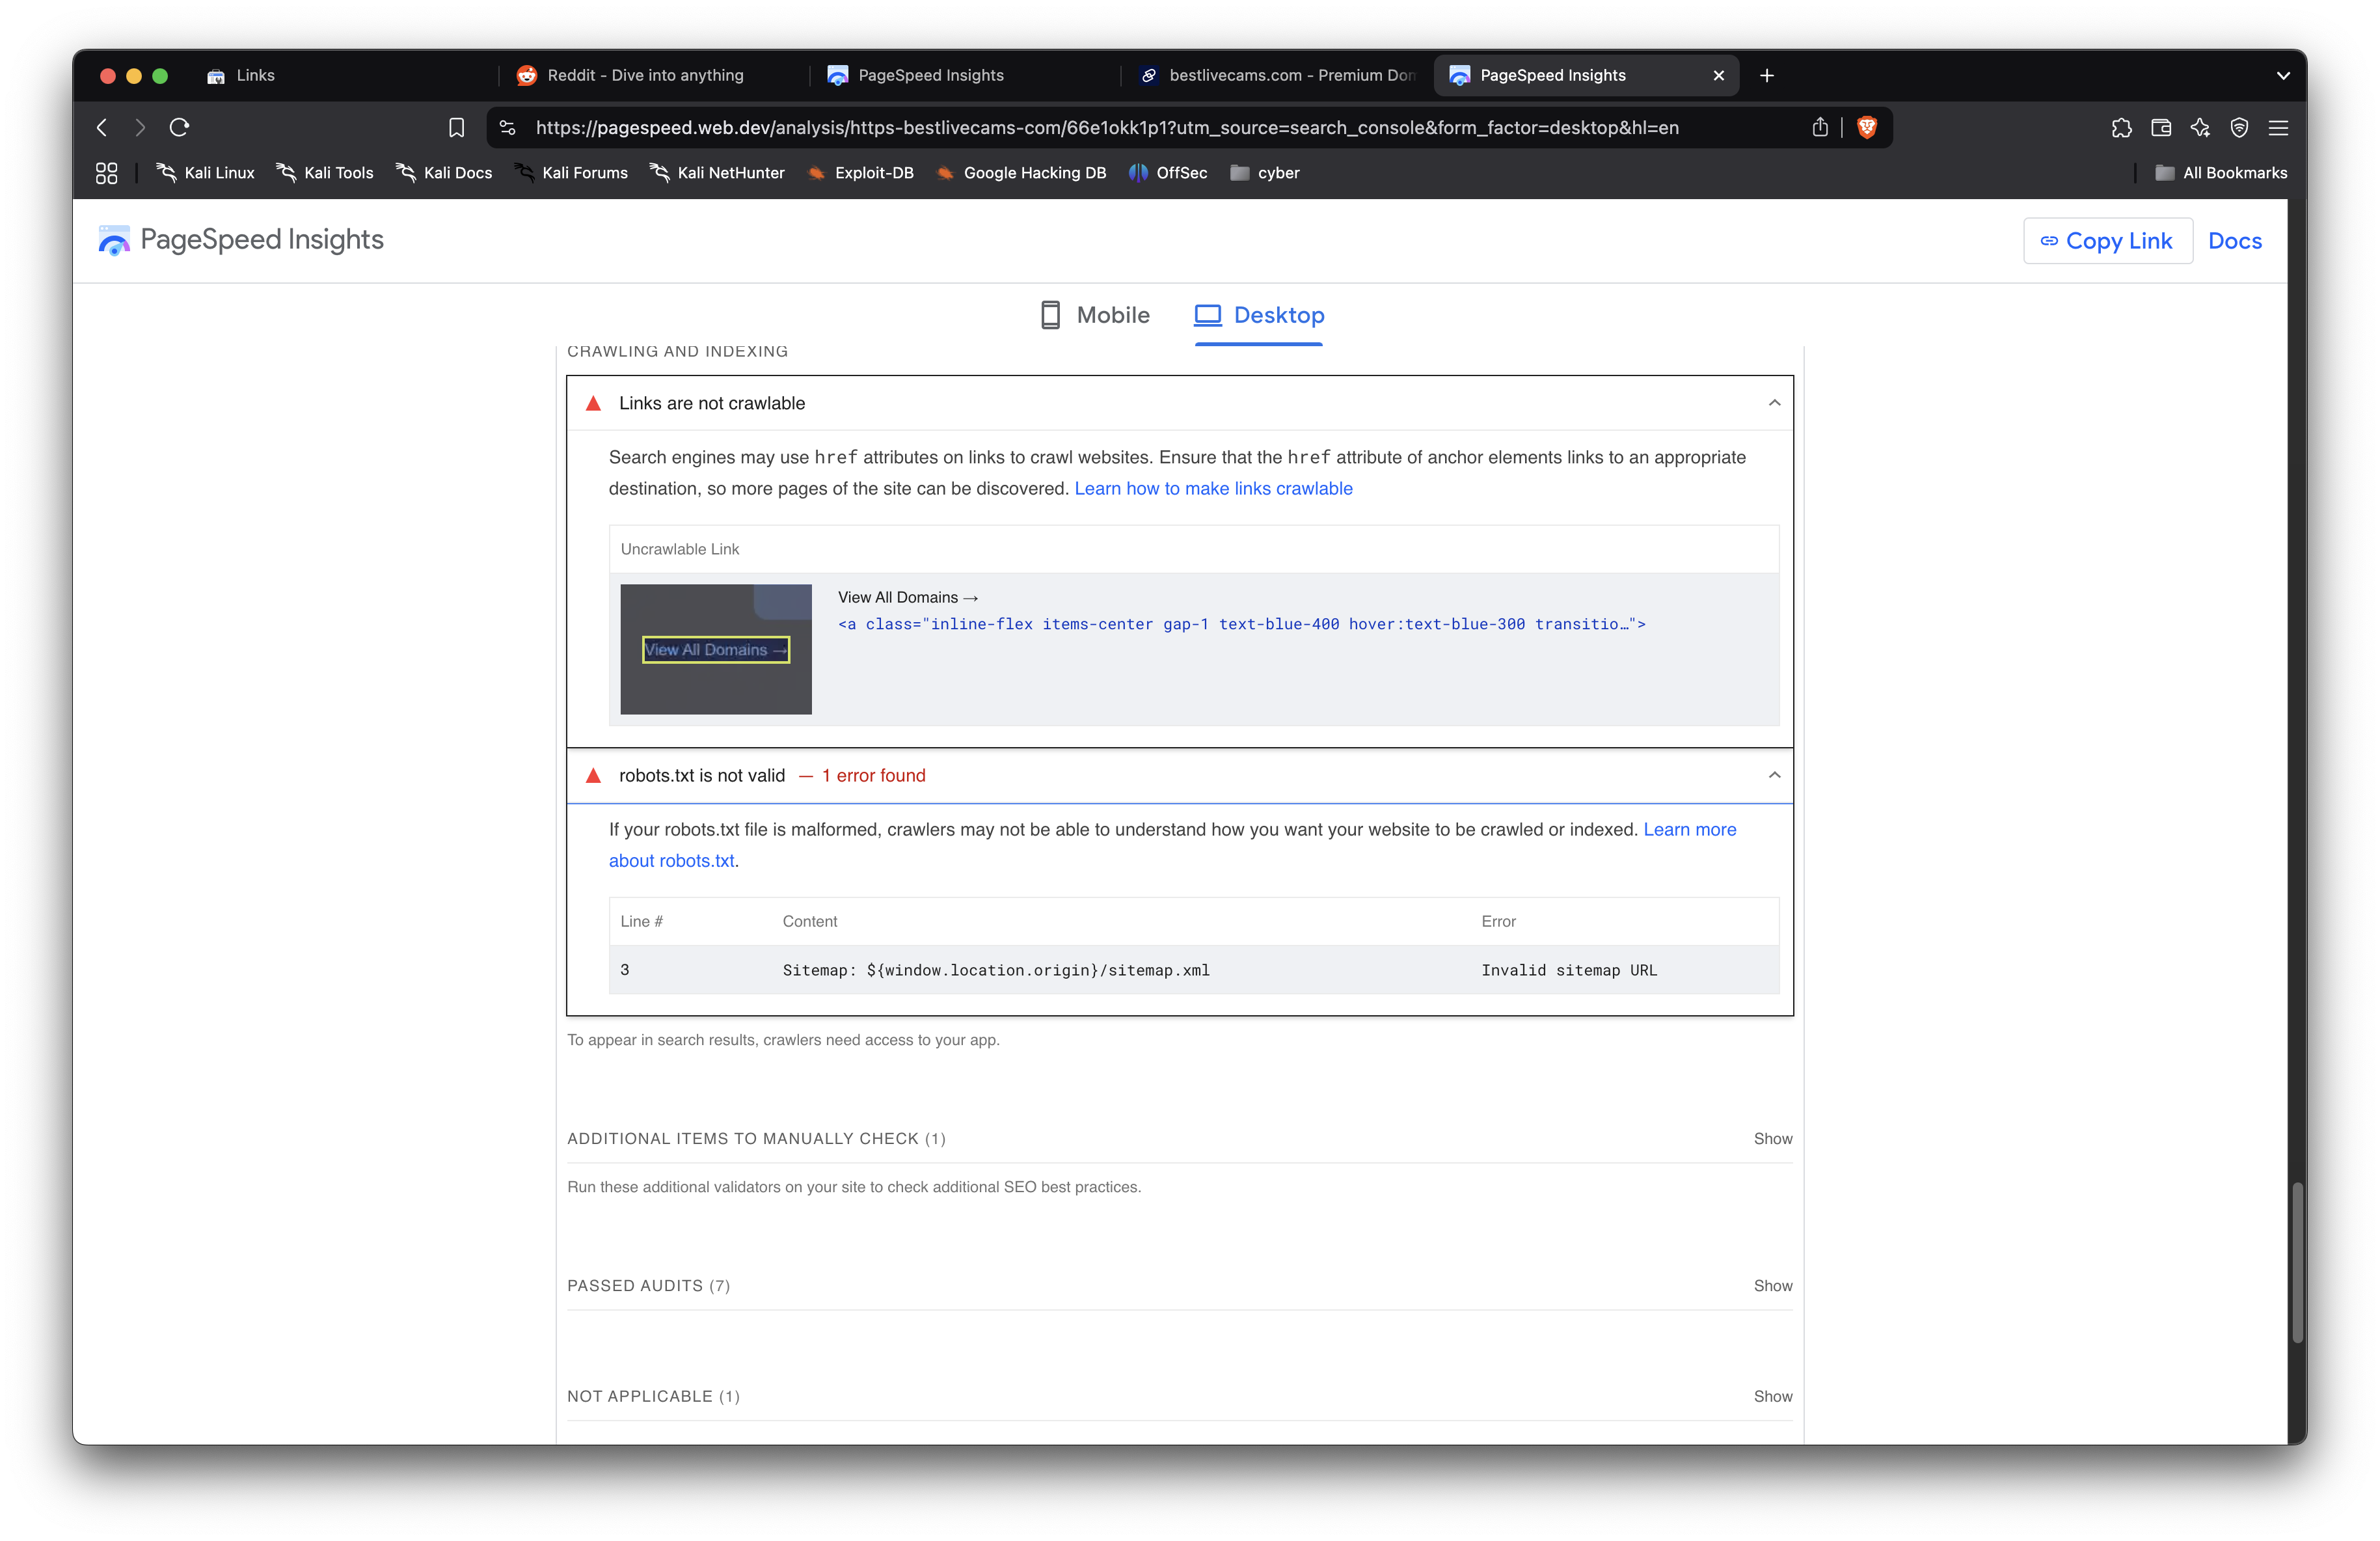 Links
Reddit - Dive into anything
PageSpeed Insights
bestlivecams.com - Premium Dom
PageSpeed Insights
https://pagespeed.web.dev/analysis/https-bestlivecams-com/66e1okk1p1?utm_source=search_console&form_factor=desktop&hl=en
Kali Linux
Kali Tools
Kali Docs
Kali Forums
Kali NetHunter
Exploit-DB
Google Hacking DB
OffSec
cyber
All Bookmarks
PageSpeed Insights
Copy Link
Docs
Mobile
Desktop
CRAWLING AND INDEXING
Links are not crawlable
Search engines may use href attributes on links to crawl websites. Ensure that the href attribute of anchor elements links to an appropriate
destination, so more pages of the site can be discovered. Learn how to make links crawlable
Uncrawlable Link
View All Domains →
View All Domains →
<a class="inline-flex items-center gap-1 text-blue-400 hover:text-blue-300 transitio…">
robots.txt is not valid — 1 error found
If your robots.txt file is malformed, crawlers may not be able to understand how you want your website to be crawled or indexed. Learn more
about robots.txt.
Line # Content Error
3 Sitemap: ${window.location.origin}/sitemap.xml Invalid sitemap URL
To appear in search results, crawlers need access to your app.
ADDITIONAL ITEMS TO MANUALLY CHECK (1) Show
Run these additional validators on your site to check additional SEO best practices.
PASSED AUDITS (7) Show
NOT APPLICABLE (1) Show